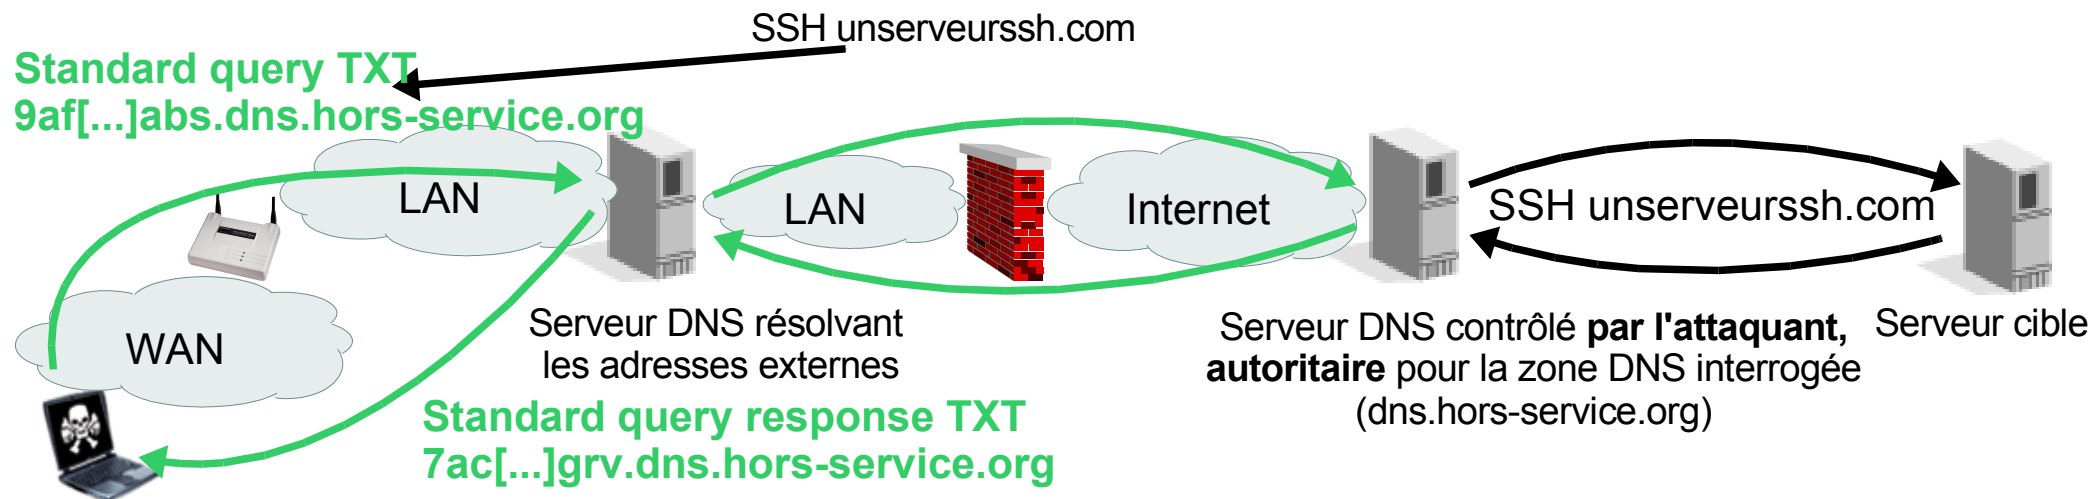 SSH unserveurssh.com
Standard query TXT
9af[...]abs.dns.hors-service.org
LAN
LAN
Internet
SSH unserveurssh.com
WAN
Serveur DNS résolvant
les adresses externes
Serveur DNS contrôlé par l'attaquant,
autoritaire pour la zone DNS interrogée
(dns.hors-service.org)
Serveur cible
Standard query response TXT
7ac[...]grv.dns.hors-service.org